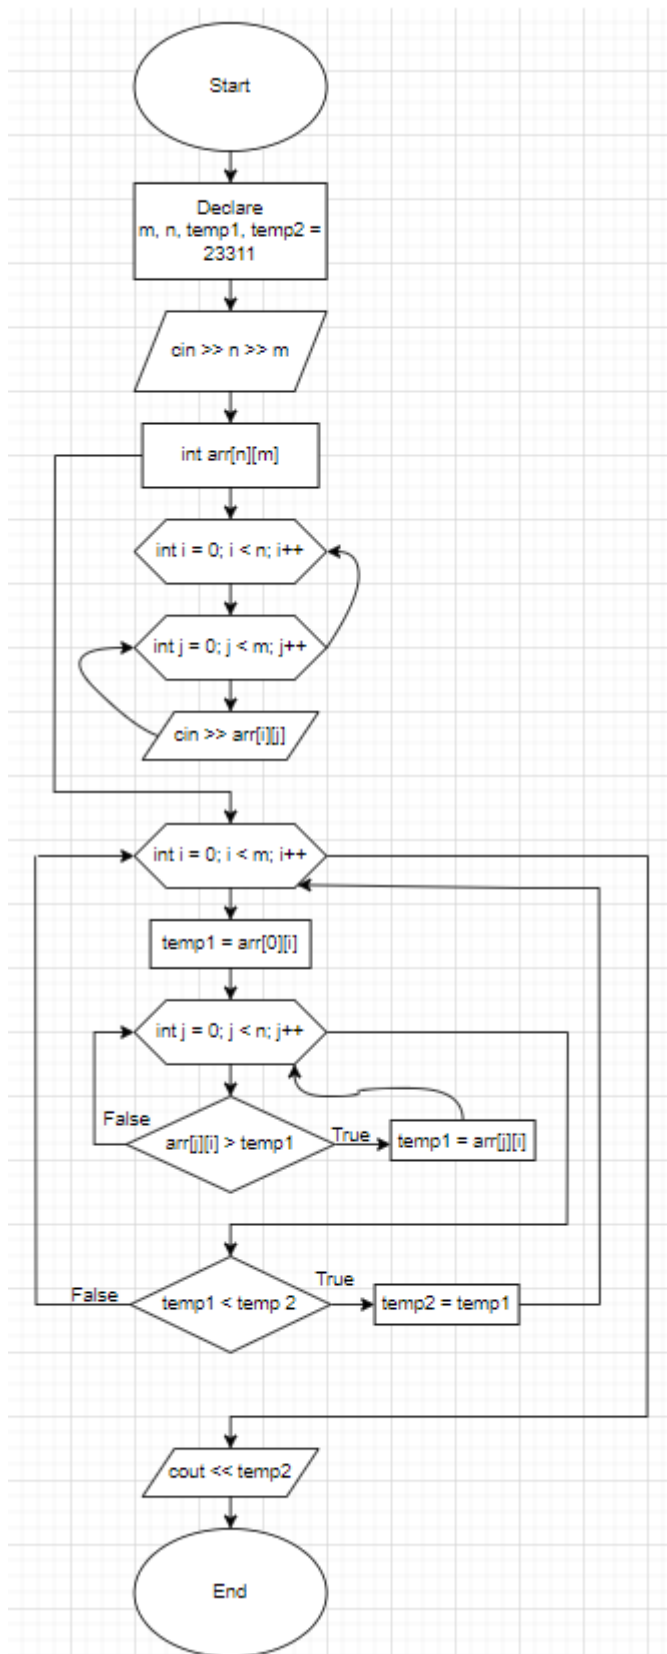 Start
Declare
m, n, temp1, temp2 =
23311
cin >> n >> m
int arr[n][m]
int i = 0; i < n; i++
int j = 0; j < m; j++
cin >> arr[i][j]
int i = 0; i < m; i++
temp1 = arr[0][i]
int j = 0; j < n; j++
False
arr[j][i] > temp1
True
temp1 = arr[j][i]
False
temp1 < temp 2
True
temp2 = temp1
cout << temp2
End